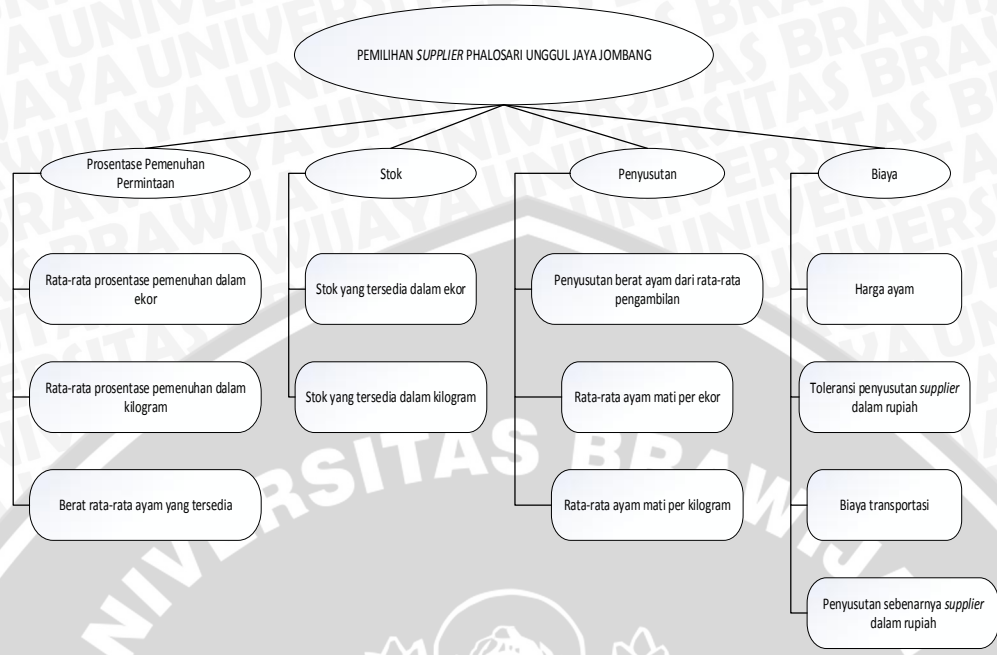 PEMILIHAN SUPPLIER PHALOSARI UNGGUL JAYA JOMBANG
Prosentase Pemenuhan
Permintaan
Stok
Penyusutan
Biaya
Rata-rata prosentase pemenuhan dalam
ekor
Stok yang tersedia dalam ekor
Penyusutan berat ayam dari rata-rata
pengambilan
Harga ayam
Rata-rata prosentase pemenuhan dalam
kilogram
Stok yang tersedia dalam kilogram
Rata-rata ayam mati per ekor
Toleransi penyusutan supplier
dalam rupiah
Berat rata-rata ayam yang tersedia
Rata-rata ayam mati per kilogram
Biaya transportasi
Penyusutan sebenarnya supplier
dalam rupiah